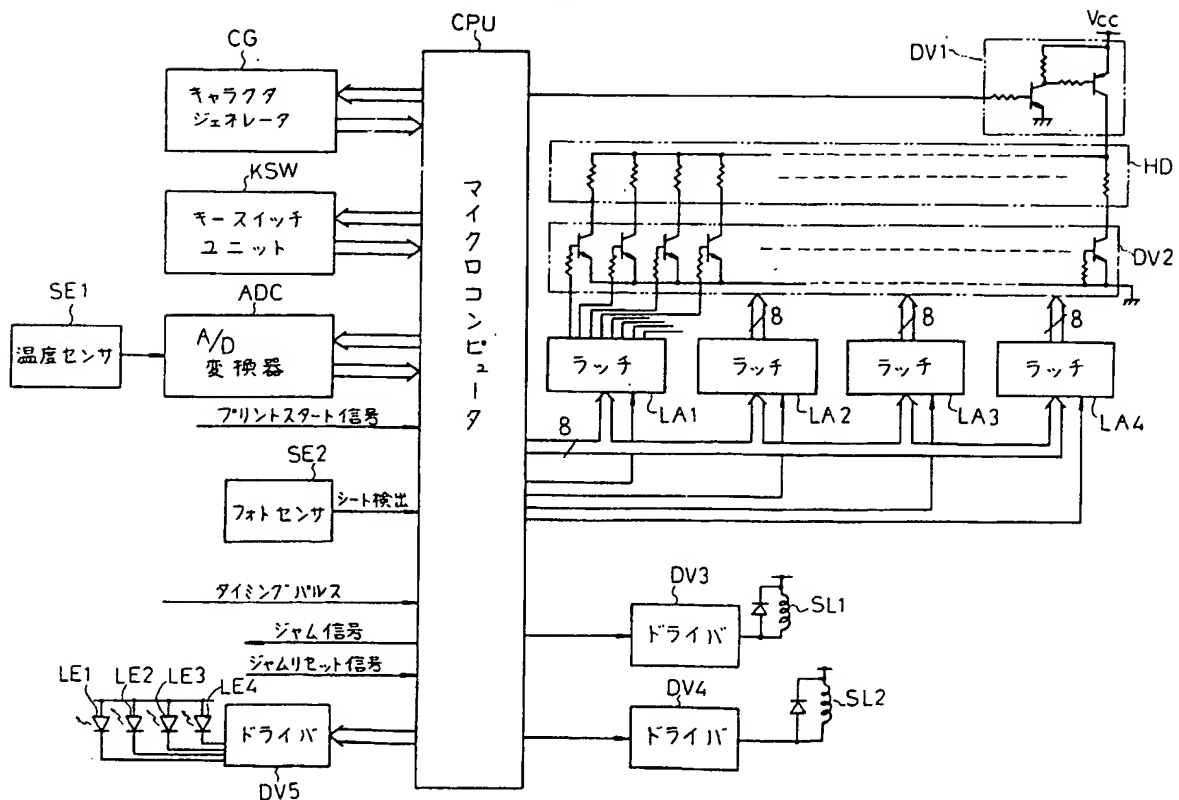 CPU
CG
キャラクタ
ジェネレータ
KSW
キースイッチ
ユニット
ADC
A/D
変換器
SE1
温度センサ
プリントスタート信号
SE2
フォトセンサ
シート検出
タイミングパルス
ジャム信号
ジャムリセット信号
LE1
LE2
LE3
LE4
ドライバ
DV5
マイクロコンピュータ
Vcc
DV1
HD
DV2
8
8
8
ラッチ
ラッチ
ラッチ
ラッチ
LA1
LA2
LA3
LA4
8
DV3
ドライバ
SL1
DV4
ドライバ
SL2